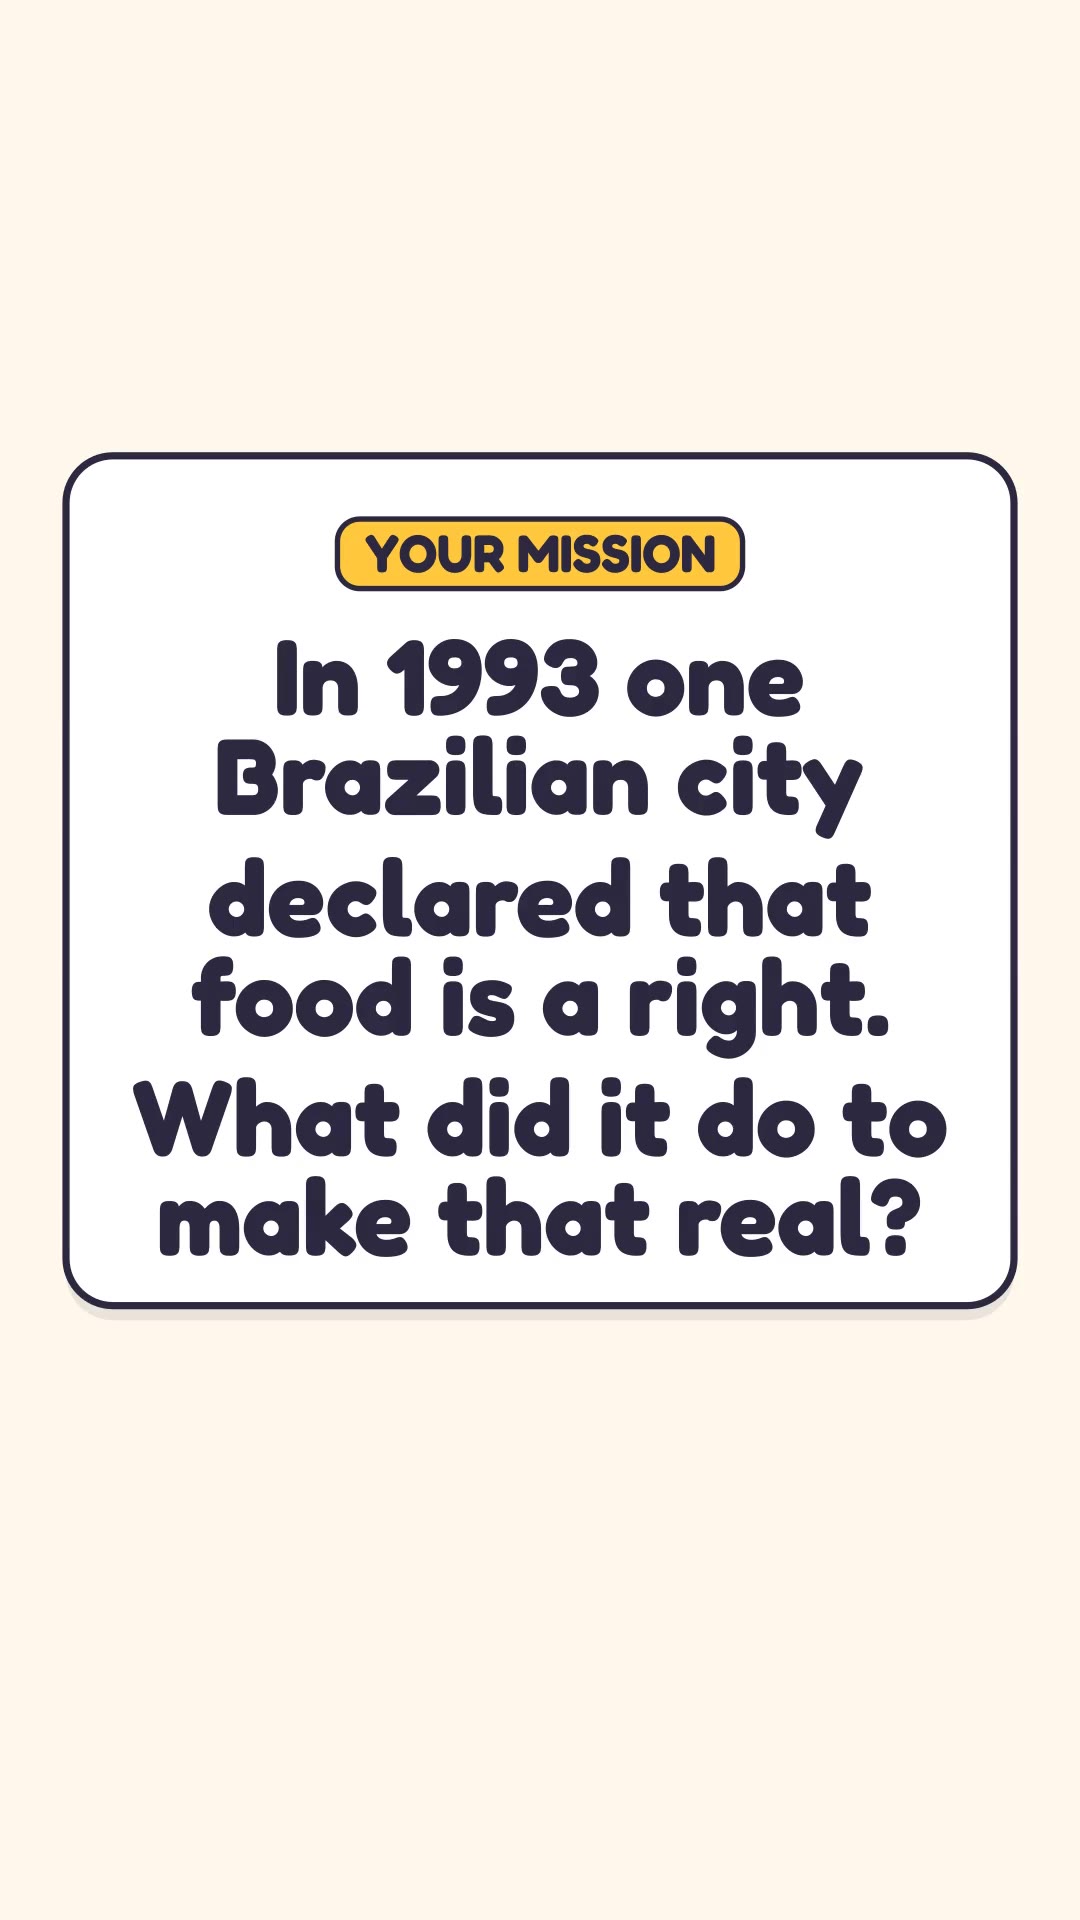 YOUR MISSION
In 1993 one
Brazilian city
declared that
food is a right.
What did it do to
make that real?